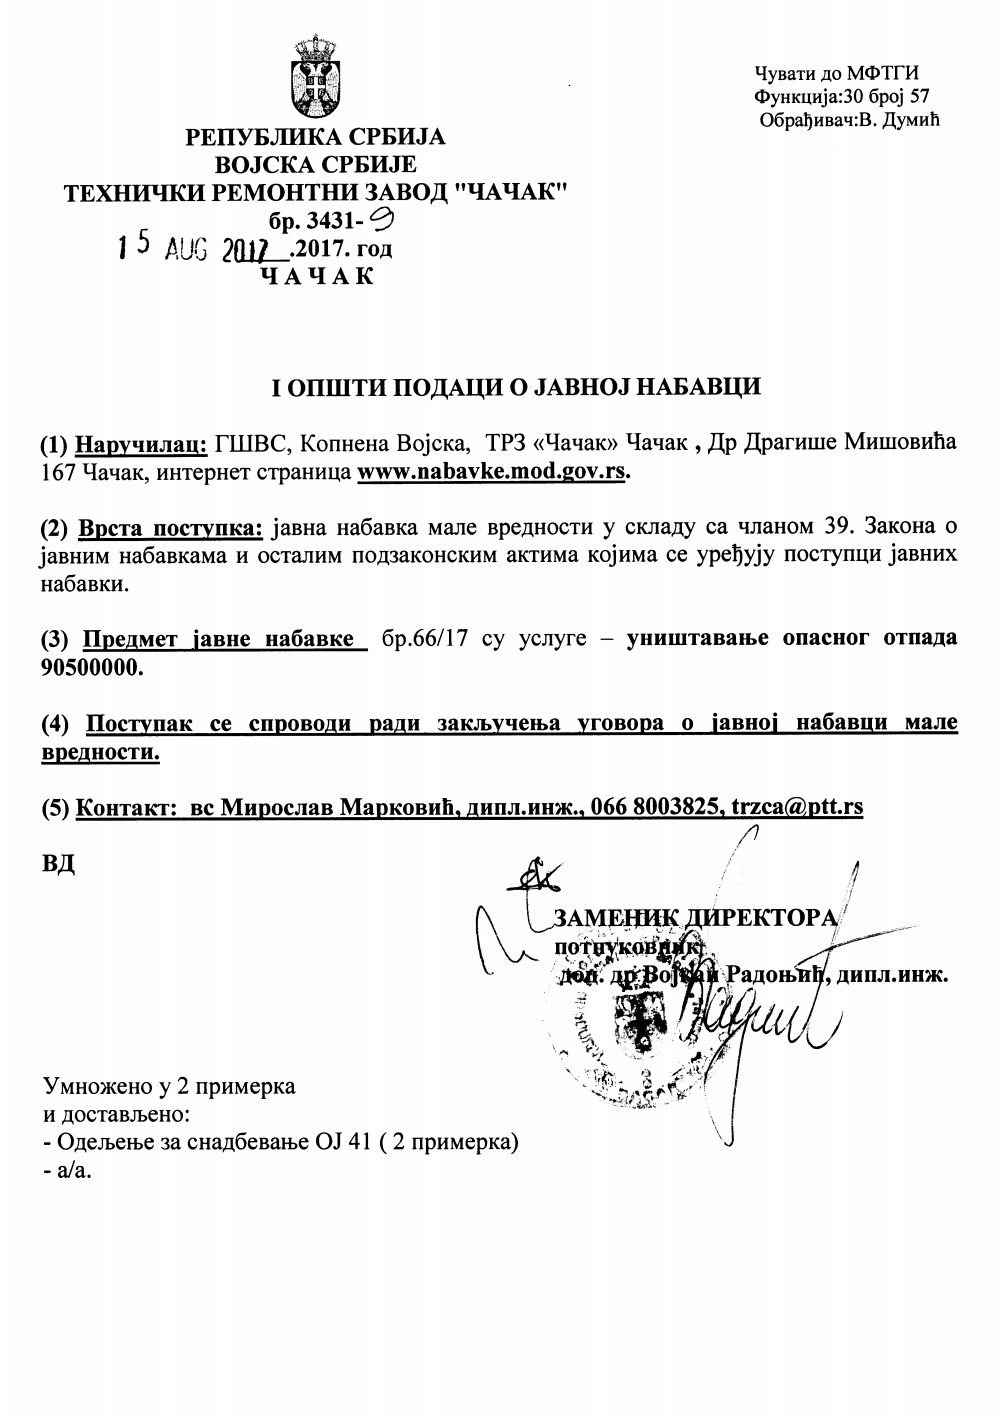 Чувати до МФТГИ
Функција:30 број 57
Обрађивач:В. Думић
РЕПУБЛИКА СРБИЈА
ВОЈСКА СРБИЈЕ
ТЕХНИЧКИ РЕМОНТНИ ЗАВОД "ЧАЧАК"
бр. 3431- 9
15 AUG 2017 .2017. год
Ч А Ч А К
I ОПШТИ ПОДАЦИ О ЈАВНОЈ НАБАВЦИ
(1) Наручилац: ГШВС, Копнена Војска, ТРЗ «Чачак» Чачак , Др Драгише Мишовића
167 Чачак, интернет страница www.nabavke.mod.gov.rs.
(2) Врста поступка: јавна набавка мале вредности у складу са чланом 39. Закона о
јавним набавкама и осталим подзаконским актима којима се уређују поступци јавних
набавки.
(3) Предмет јавне набавке бр.66/17 су услуге – уништавање опасног отпада
90500000.
(4) Поступак се спроводи ради закључења уговора о јавној набавци мале
вредности.
(5) Контакт: вс Мирослав Марковић, дипл.инж., 066 8003825, trzca@ptt.rs
ВД
ЗАМЕНИК ДИРЕКТОРА
потпуковник
доц. др Војкан Радоњић, дипл.инж.
Умножено у 2 примерка
и достављено:
- Одељење за снадбевање ОЈ 41 ( 2 примерка)
- а/а.